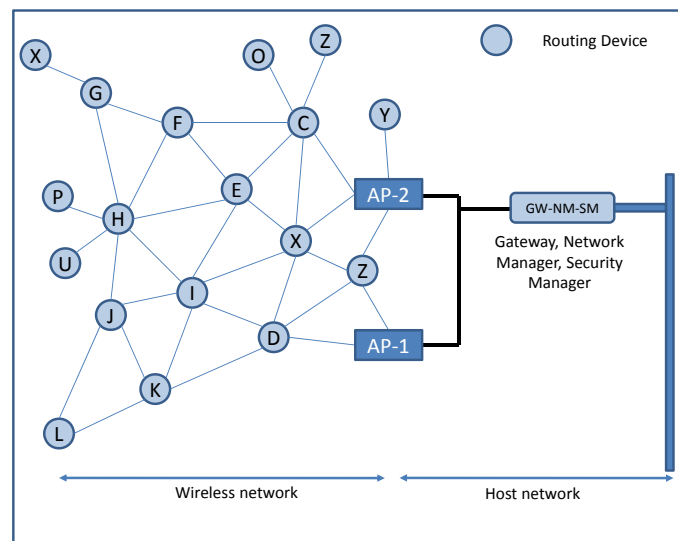 Z
X
O
Routing Device
G
F
C
Y
P
E
AP-2
GW-NM-SM
H
X
Gateway, Network
Manager, Security
Manager
U
Z
I
J
D
AP-1
K
L
Wireless network
Host network